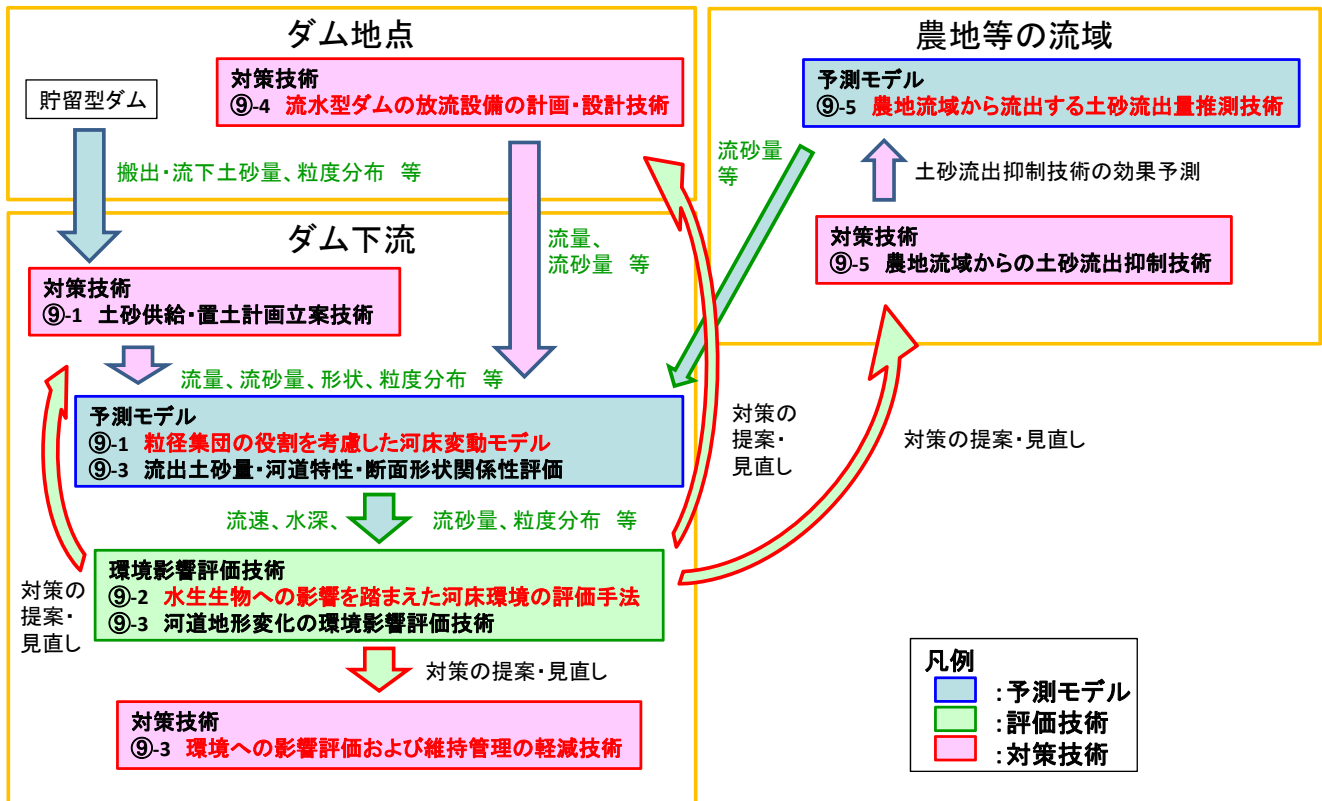 ダム地点
対策技術
⑨-4 流水型ダムの放流設備の計画・設計技術
貯留型ダム
搬出・流下土砂量、粒度分布 等
流量、
流砂量 等
農地等の流域
予測モデル
⑨-5 農地流域から流出する土砂流出量推測技術
流砂量
等
土砂流出抑制技術の効果予測
対策技術
⑨-5 農地流域からの土砂流出抑制技術
ダム下流
対策技術
⑨-1 土砂供給・置土計画立案技術
流量、流砂量、形状、粒度分布 等
予測モデル
⑨-1 粒径集団の役割を考慮した河床変動モデル
⑨-3 流出土砂量・河道特性・断面形状関係性評価
流速、水深、 流砂量、粒度分布 等
環境影響評価技術
⑨-2 水生生物への影響を踏まえた河床環境の評価手法
⑨-3 河道地形変化の環境影響評価技術
対策の
提案・
見直し
対策の提案・見直し
対策技術
⑨-3 環境への影響評価および維持管理の軽減技術
対策の
提案・
見直し
対策の提案・見直し
凡例
:予測モデル
:評価技術
:対策技術